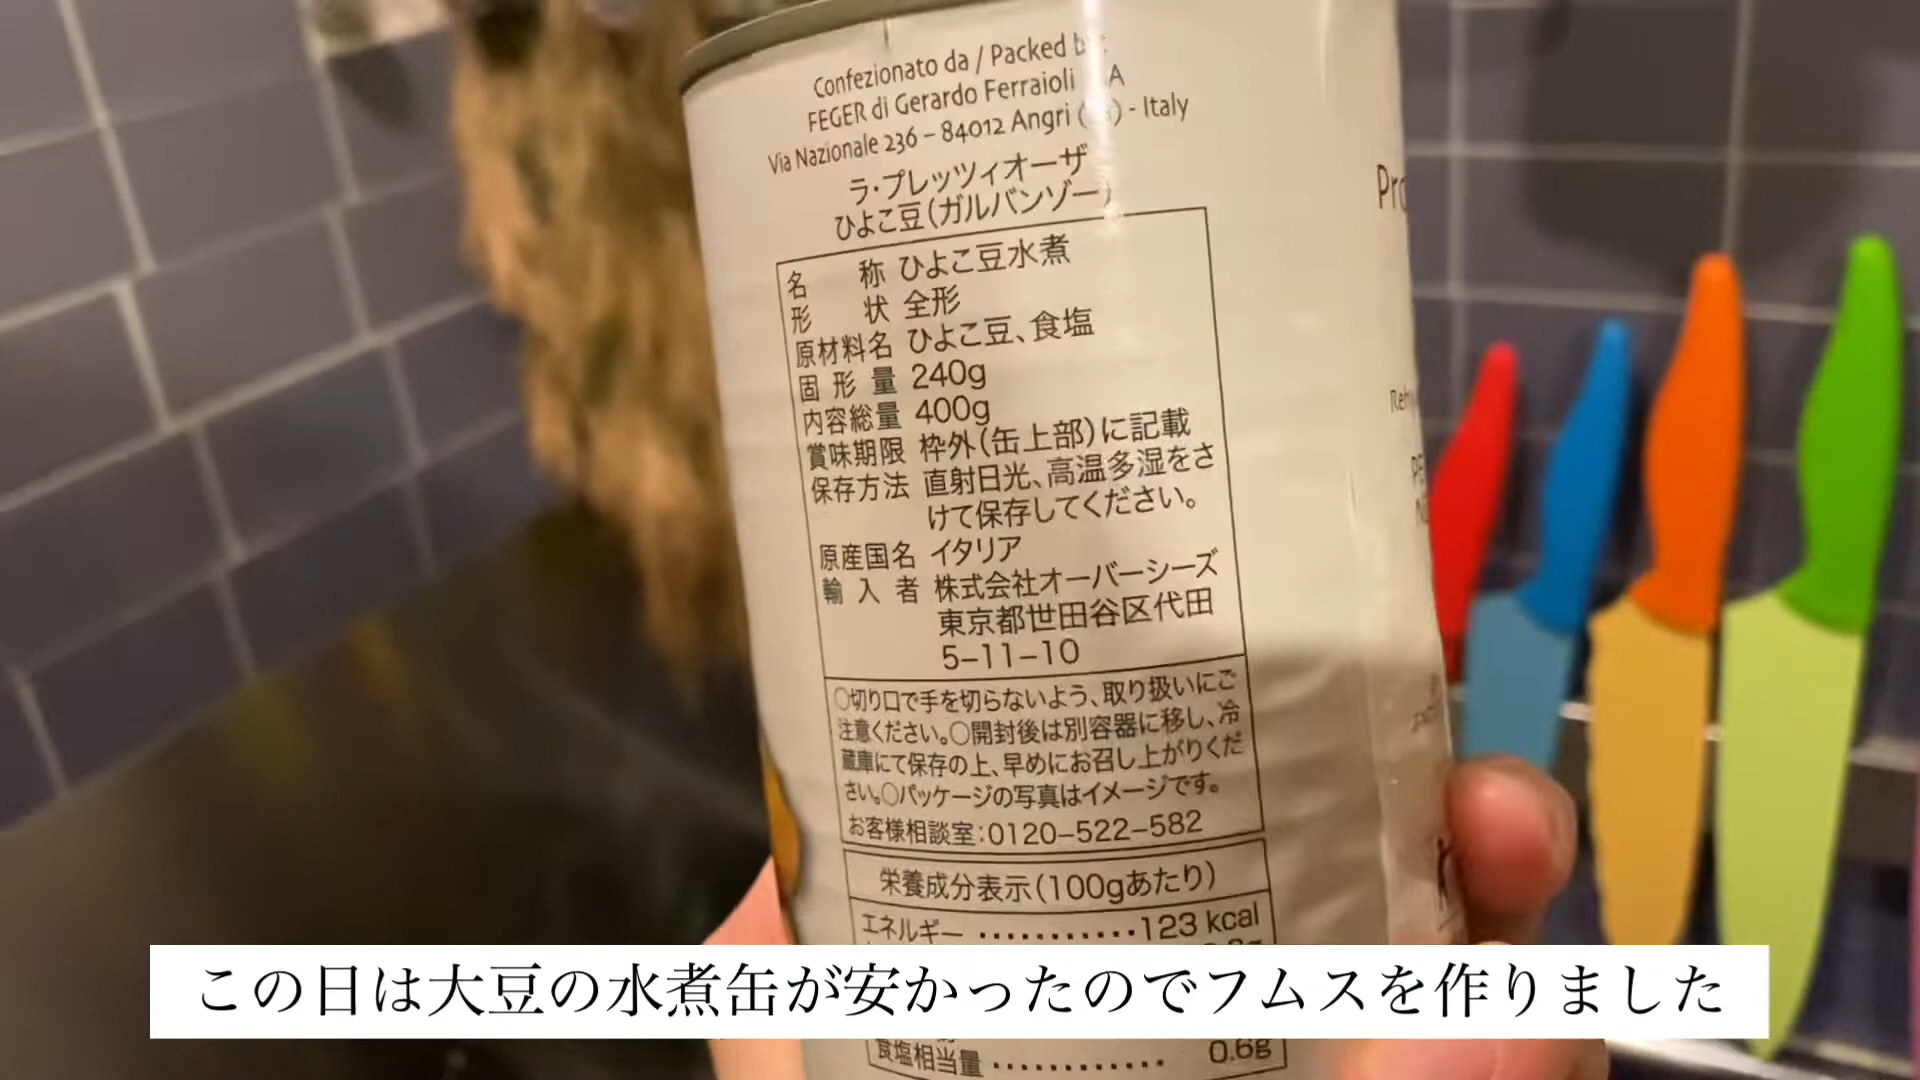 Confezionato da / Packed by:
FEGER di Gerardo Ferraioli A
Via Nazionale 236 – 84012 Angri ( ) - Italy
ラ・プレッツィオーザ
ひよこ豆(ガルバンゾー)
名 称 ひよこ豆水煮
形 状 全形
原材料名 ひよこ豆、食塩
固形量 240g
内容総量 400g
賞味期限 枠外(缶上部)に記載
保存方法 直射日光、高温多湿をさ
けて保存してください。
原産国名 イタリア
輸入者 株式会社オーバーシーズ
東京都世田谷区代田
5–11–10
○切り口で手を切らないよう、取り扱いにご
注意ください。○開封後は別容器に移し、冷
蔵庫にて保存の上、早めにお召し上がりくだ
さい。○パッケージの写真はイメージです。
お客様相談室:0120–522–582
栄養成分表示(100gあたり)
エネルギー ............123 kcal
食塩相当量 ............ 0.6g
Pro
この日は大豆の水煮缶が安かったのでフムスを作りました